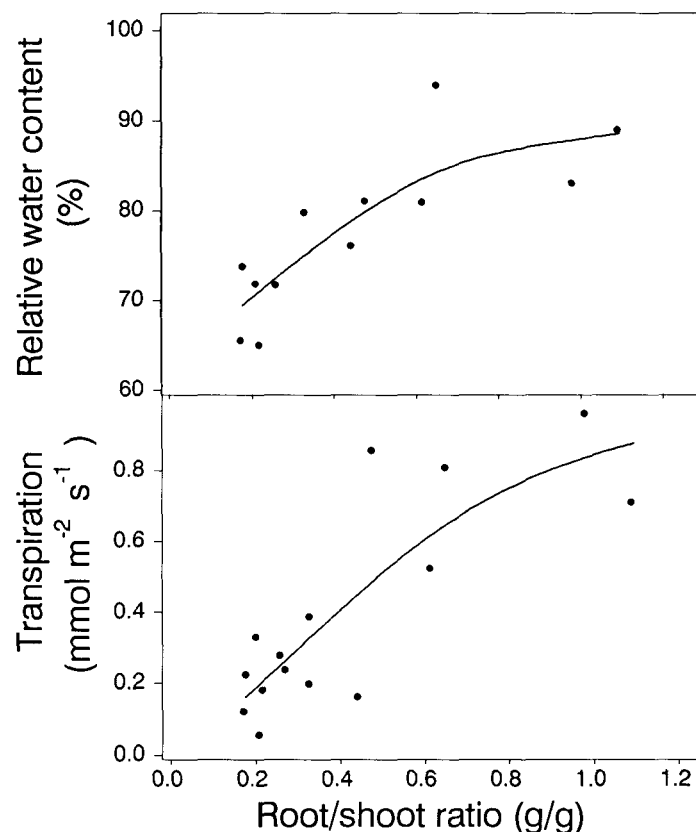 100
90
80
70
60
Relative water content
(%)
0.8
0.6
0.4
0.2
0.0
Transpiration
(mmol m⁻² s⁻¹)
0.0 0.2 0.4 0.6 0.8 1.0 1.2
Root/shoot ratio (g/g)